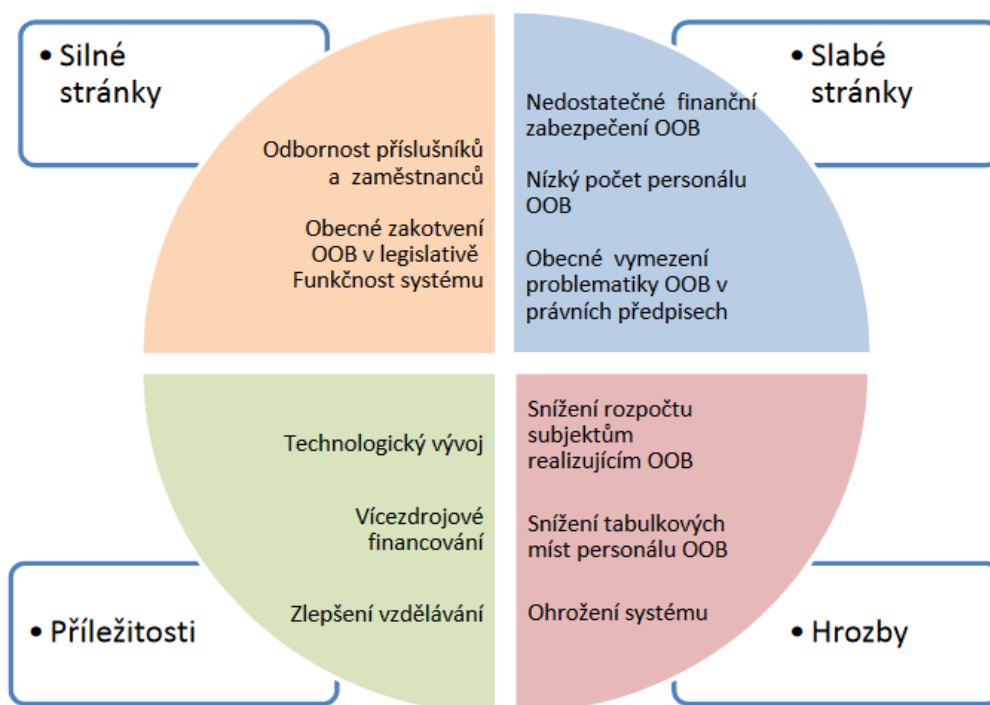 • Silné
stránky
Odbornost příslušníků
a zaměstnanců
Obecné zakotvení
OOB v legislativě
Funkčnost systému
• Slabé
stránky
Nedostatečné finanční
zabezpečení OOB
Nízký počet personálu
OOB
Obecné vymezení
problematiky OOB v
právních předpisech
• Příležitosti
Technologický vývoj
Vícezdrojové
financování
Zlepšení vzdělávání
• Hrozby
Snížení rozpočtu
subjektům
realizujícím OOB
Snížení tabulkových
míst personálu OOB
Ohrožení systému